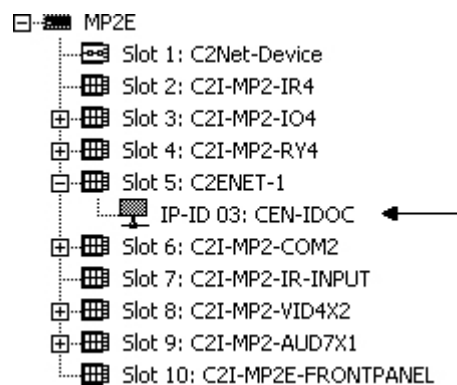 MP2E
Slot 1: C2Net-Device
Slot 2: C2I-MP2-IR4
Slot 3: C2I-MP2-IO4
Slot 4: C2I-MP2-RY4
Slot 5: C2ENET-1
IP-ID 03: CEN-IDOC
Slot 6: C2I-MP2-COM2
Slot 7: C2I-MP2-IR-INPUT
Slot 8: C2I-MP2-VID4X2
Slot 9: C2I-MP2-AUD7X1
Slot 10: C2I-MP2E-FRONTPANEL